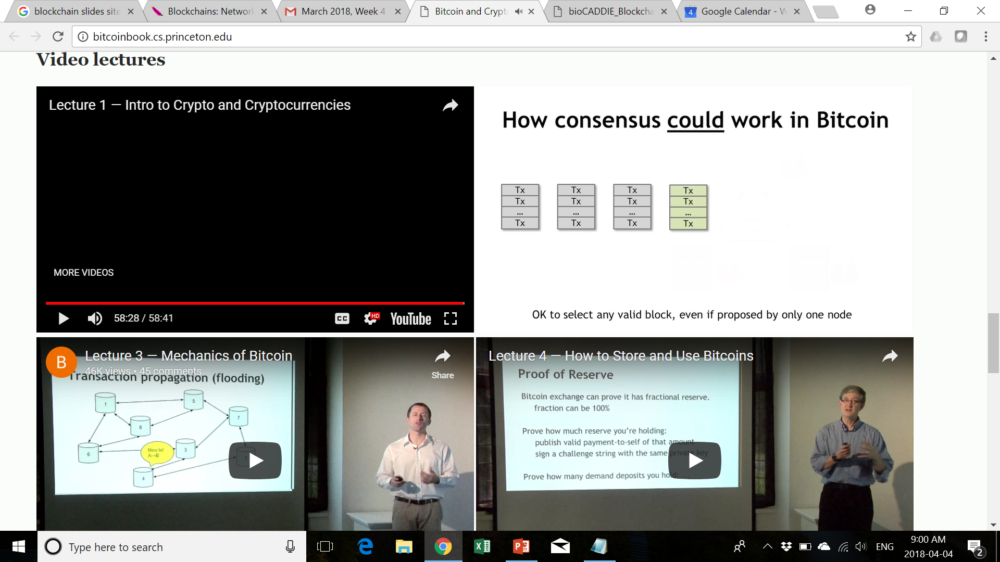 blockchain slides site
Blockchains: Networ
March 2018, Week 4
Bitcoin and Crypt
bioCADDIE_Blockcha
4
Google Calendar - W
bitcoinbook.cs.princeton.edu
Video lectures
Lecture 1 — Intro to Crypto and Cryptocurrencies
MORE VIDEOS
58:28 / 58:41
CC
HD
YouTube
How consensus could work in Bitcoin
Tx Tx Tx Tx
Tx Tx Tx Tx
... ... ... ...
Tx Tx Tx Tx
OK to select any valid block, even if proposed by only one node
B
Lecture 3 — Mechanics of Bitcoin
46K views • 45 comments
Share
Transaction propagation (flooding)
1
5
7
8
3
6
New tx!
A→B
2
4
Lecture 4 — How to Store and Use Bitcoins
Proof of Reserve
Bitcoin exchange can prove it has fractional reserve.
fraction can be 100%
Prove how much reserve you're holding:
publish valid payment-to-self of that amount
sign a challenge string with the same private key
Prove how many demand deposits you hold: ...
Type here to search
ENG
9:00 AM
2018-04-04
2